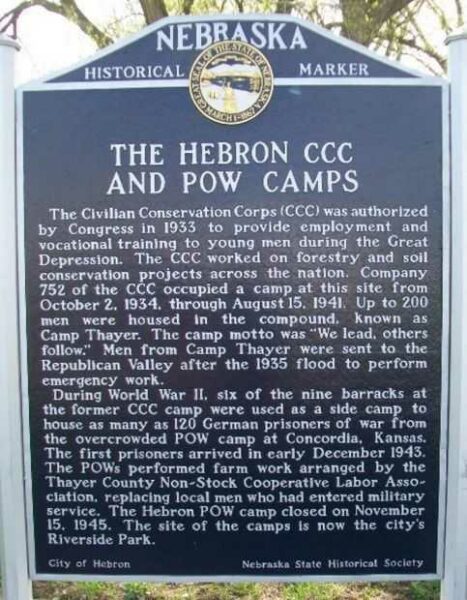 NEBRASKA
HISTORICAL MARKER
GREAT SEAL OF THE STATE OF NEBRASKA
MARCH 1 1867
THE HEBRON CCC
AND POW CAMPS
The Civilian Conservation Corps (CCC) was authorized
by Congress in 1933 to provide employment and
vocational training to young men during the Great
Depression. The CCC worked on forestry and soil
conservation projects across the nation. Company
752 of the CCC occupied a camp at this site from
October 2, 1934, through August 15, 1941. Up to 200
men were housed in the compound, known as
Camp Thayer. The camp motto was "We lead, others
follow." Men from Camp Thayer were sent to the
Republican Valley after the 1935 flood to perform
emergency work.
During World War II, six of the nine barracks at
the former CCC camp were used as a side camp to
house as many as 120 German prisoners of war from
the overcrowded POW camp at Concordia, Kansas.
The first prisoners arrived in early December 1943.
The POWs performed farm work arranged by the
Thayer County Non-Stock Cooperative Labor Asso-
ciation, replacing local men who had entered military
service. The Hebron POW camp closed on November
15, 1945. The site of the camps is now the city's
Riverside Park.
City of Hebron Nebraska State Historical Society